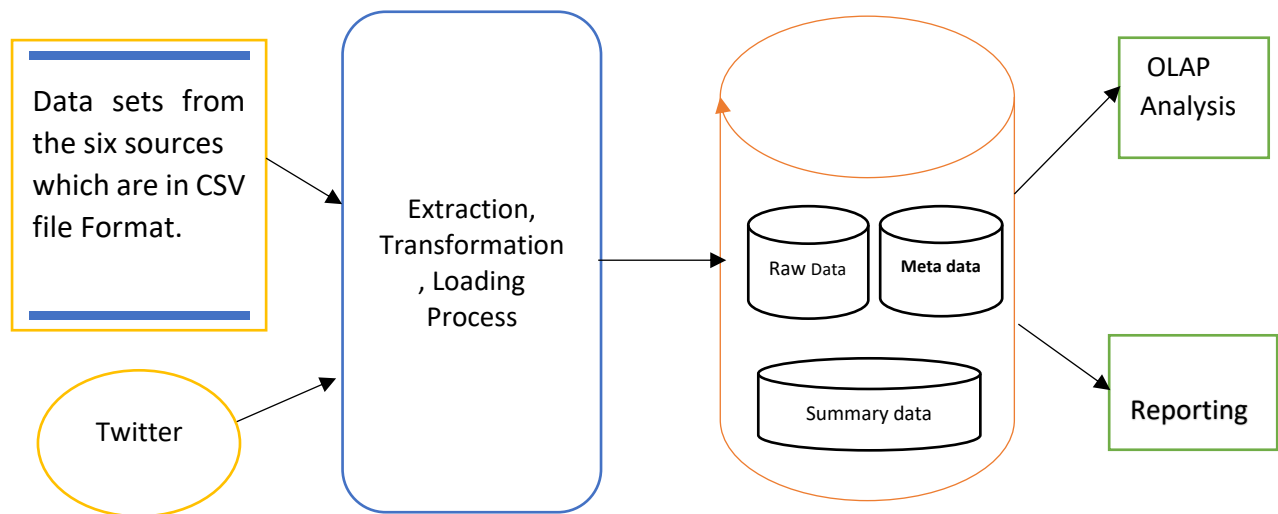 Data sets from
the six sources
which are in CSV
file Format.
Twitter
Extraction,
Transformation
, Loading
Process
Raw Data
Meta data
Summary data
OLAP
Analysis
Reporting